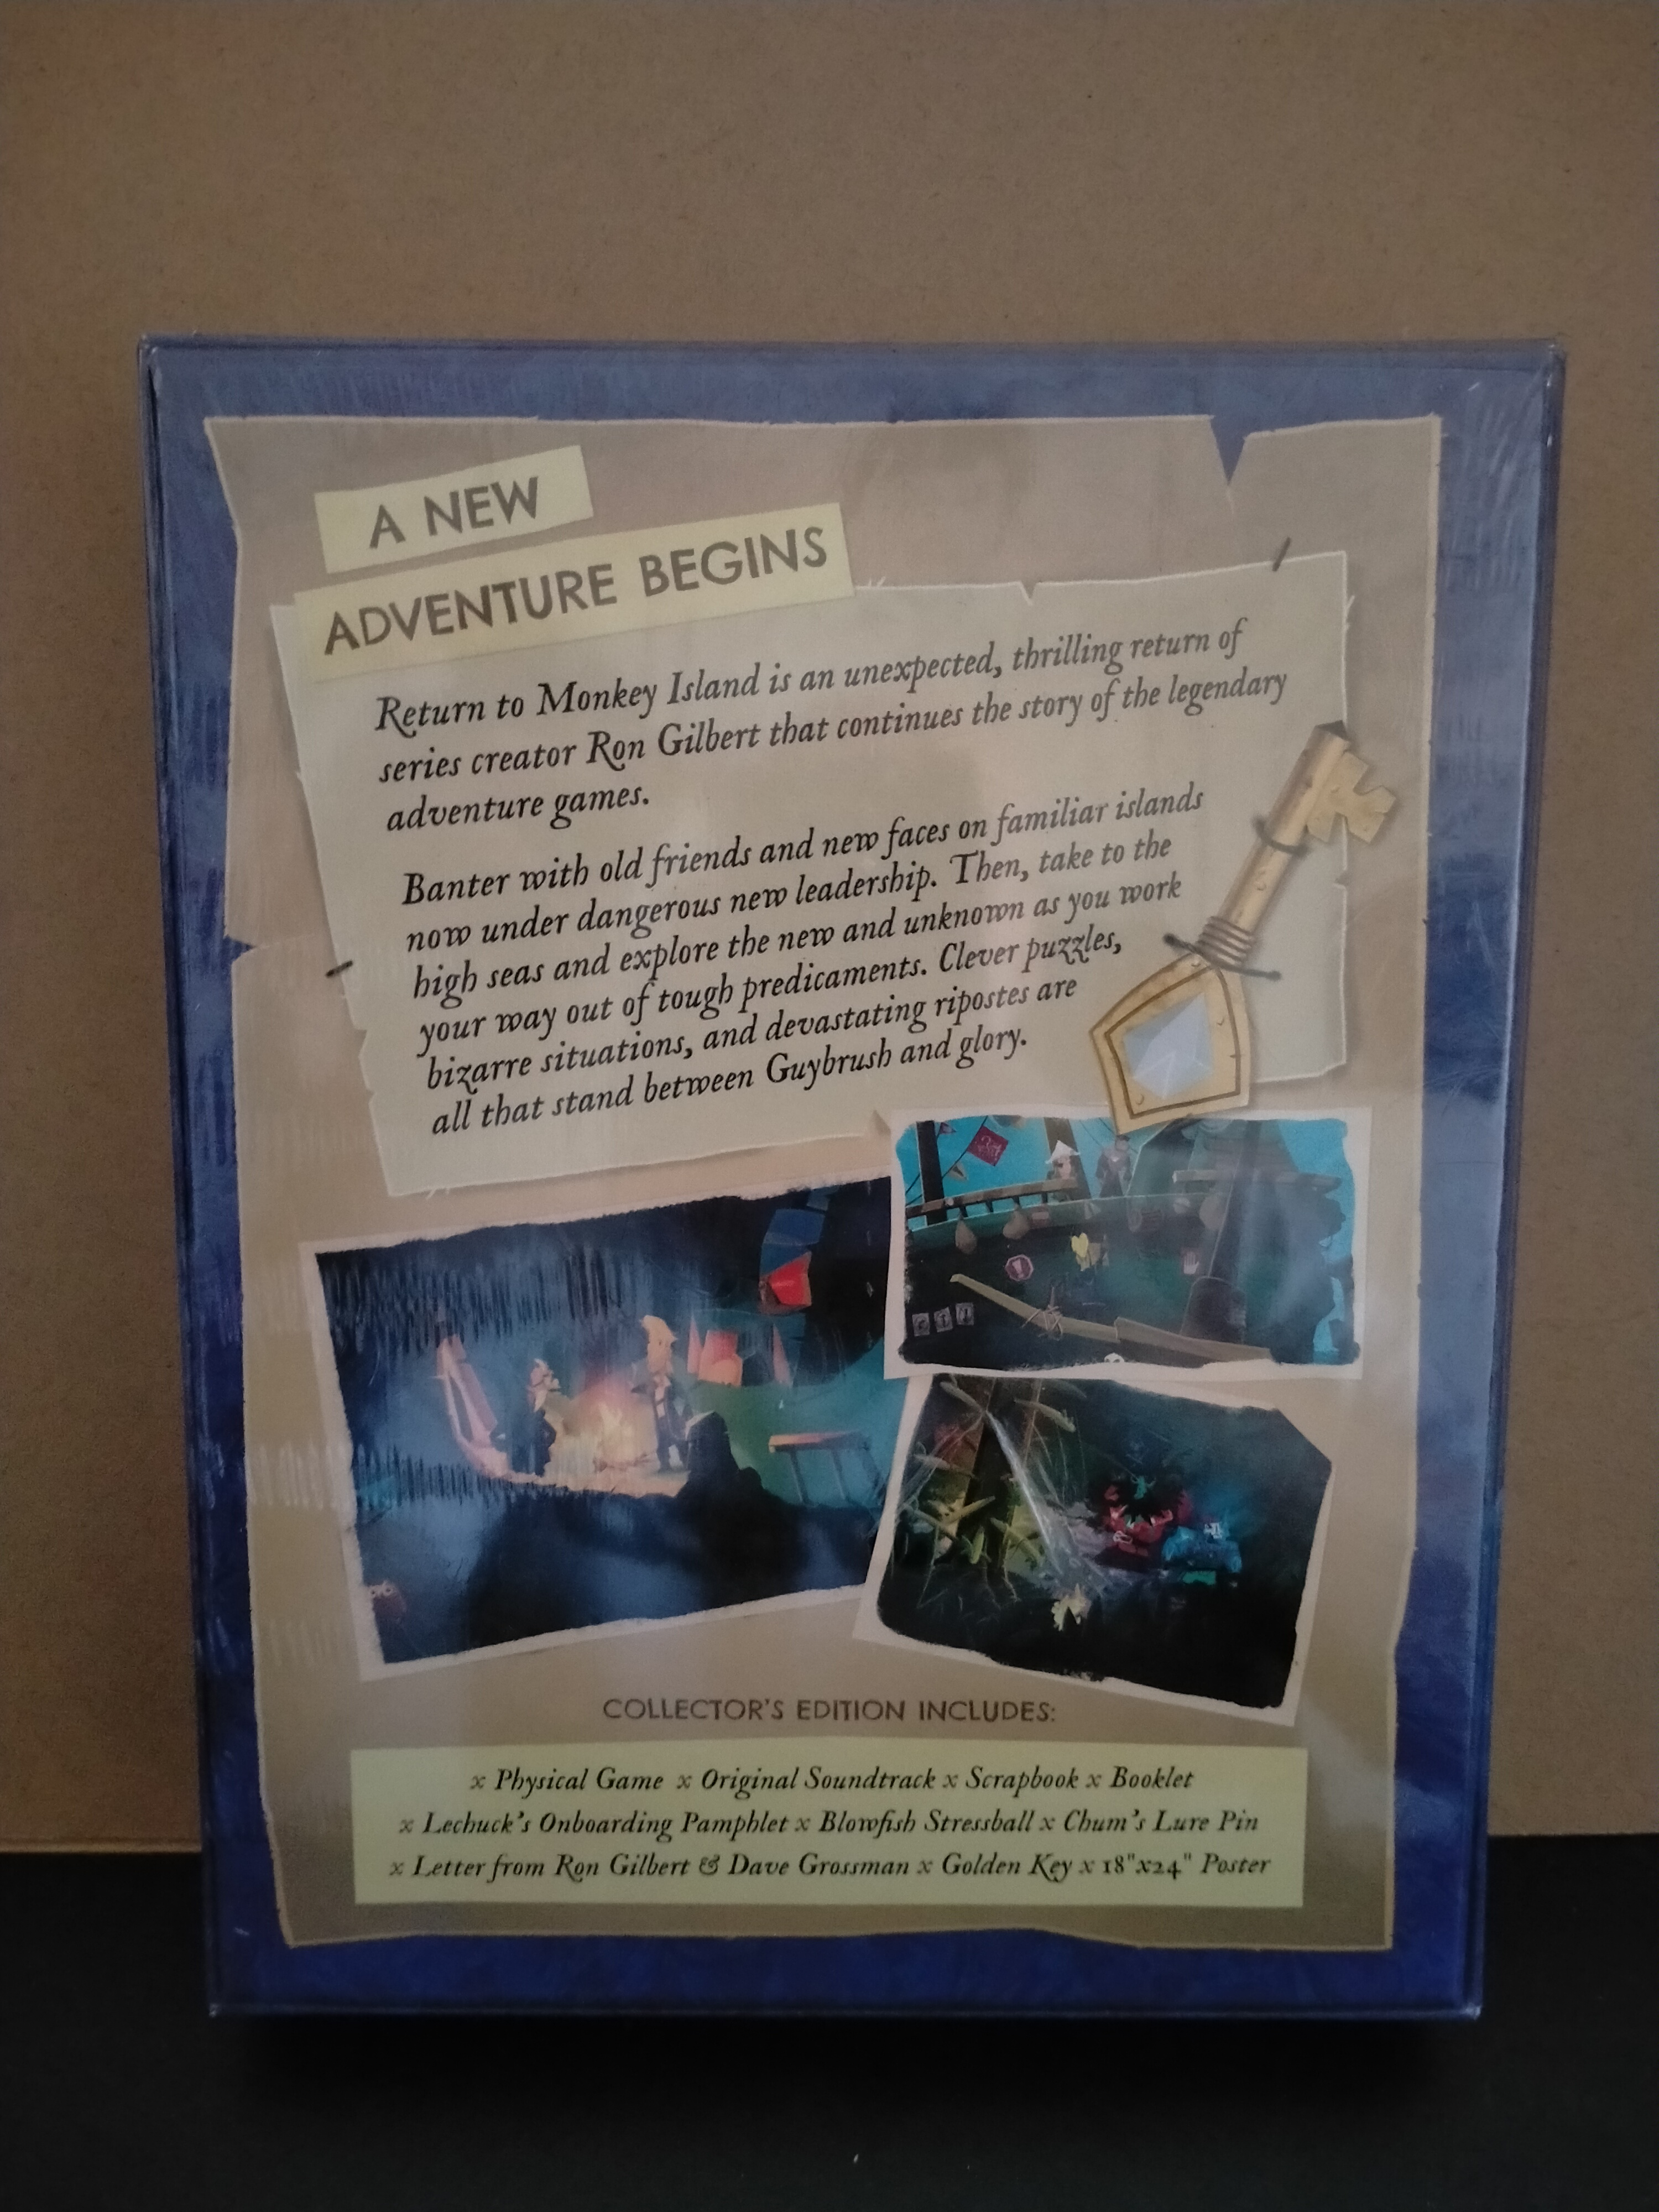 A NEW
ADVENTURE BEGINS
Return to Monkey Island is an unexpected, thrilling return of
series creator Ron Gilbert that continues the story of the legendary
adventure games.
Banter with old friends and new faces on familiar islands
now under dangerous new leadership. Then, take to the
high seas and explore the new and unknown as you work
your way out of tough predicaments. Clever puzzles,
bizarre situations, and devastating ripostes are
all that stand between Guybrush and glory.
COLLECTOR'S EDITION INCLUDES:
x Physical Game x Original Soundtrack x Scrapbook x Booklet
x Lechuck's Onboarding Pamphlet x Blowfish Stressball x Chum's Lure Pin
x Letter from Ron Gilbert & Dave Grossman x Golden Key x 18"x24" Poster